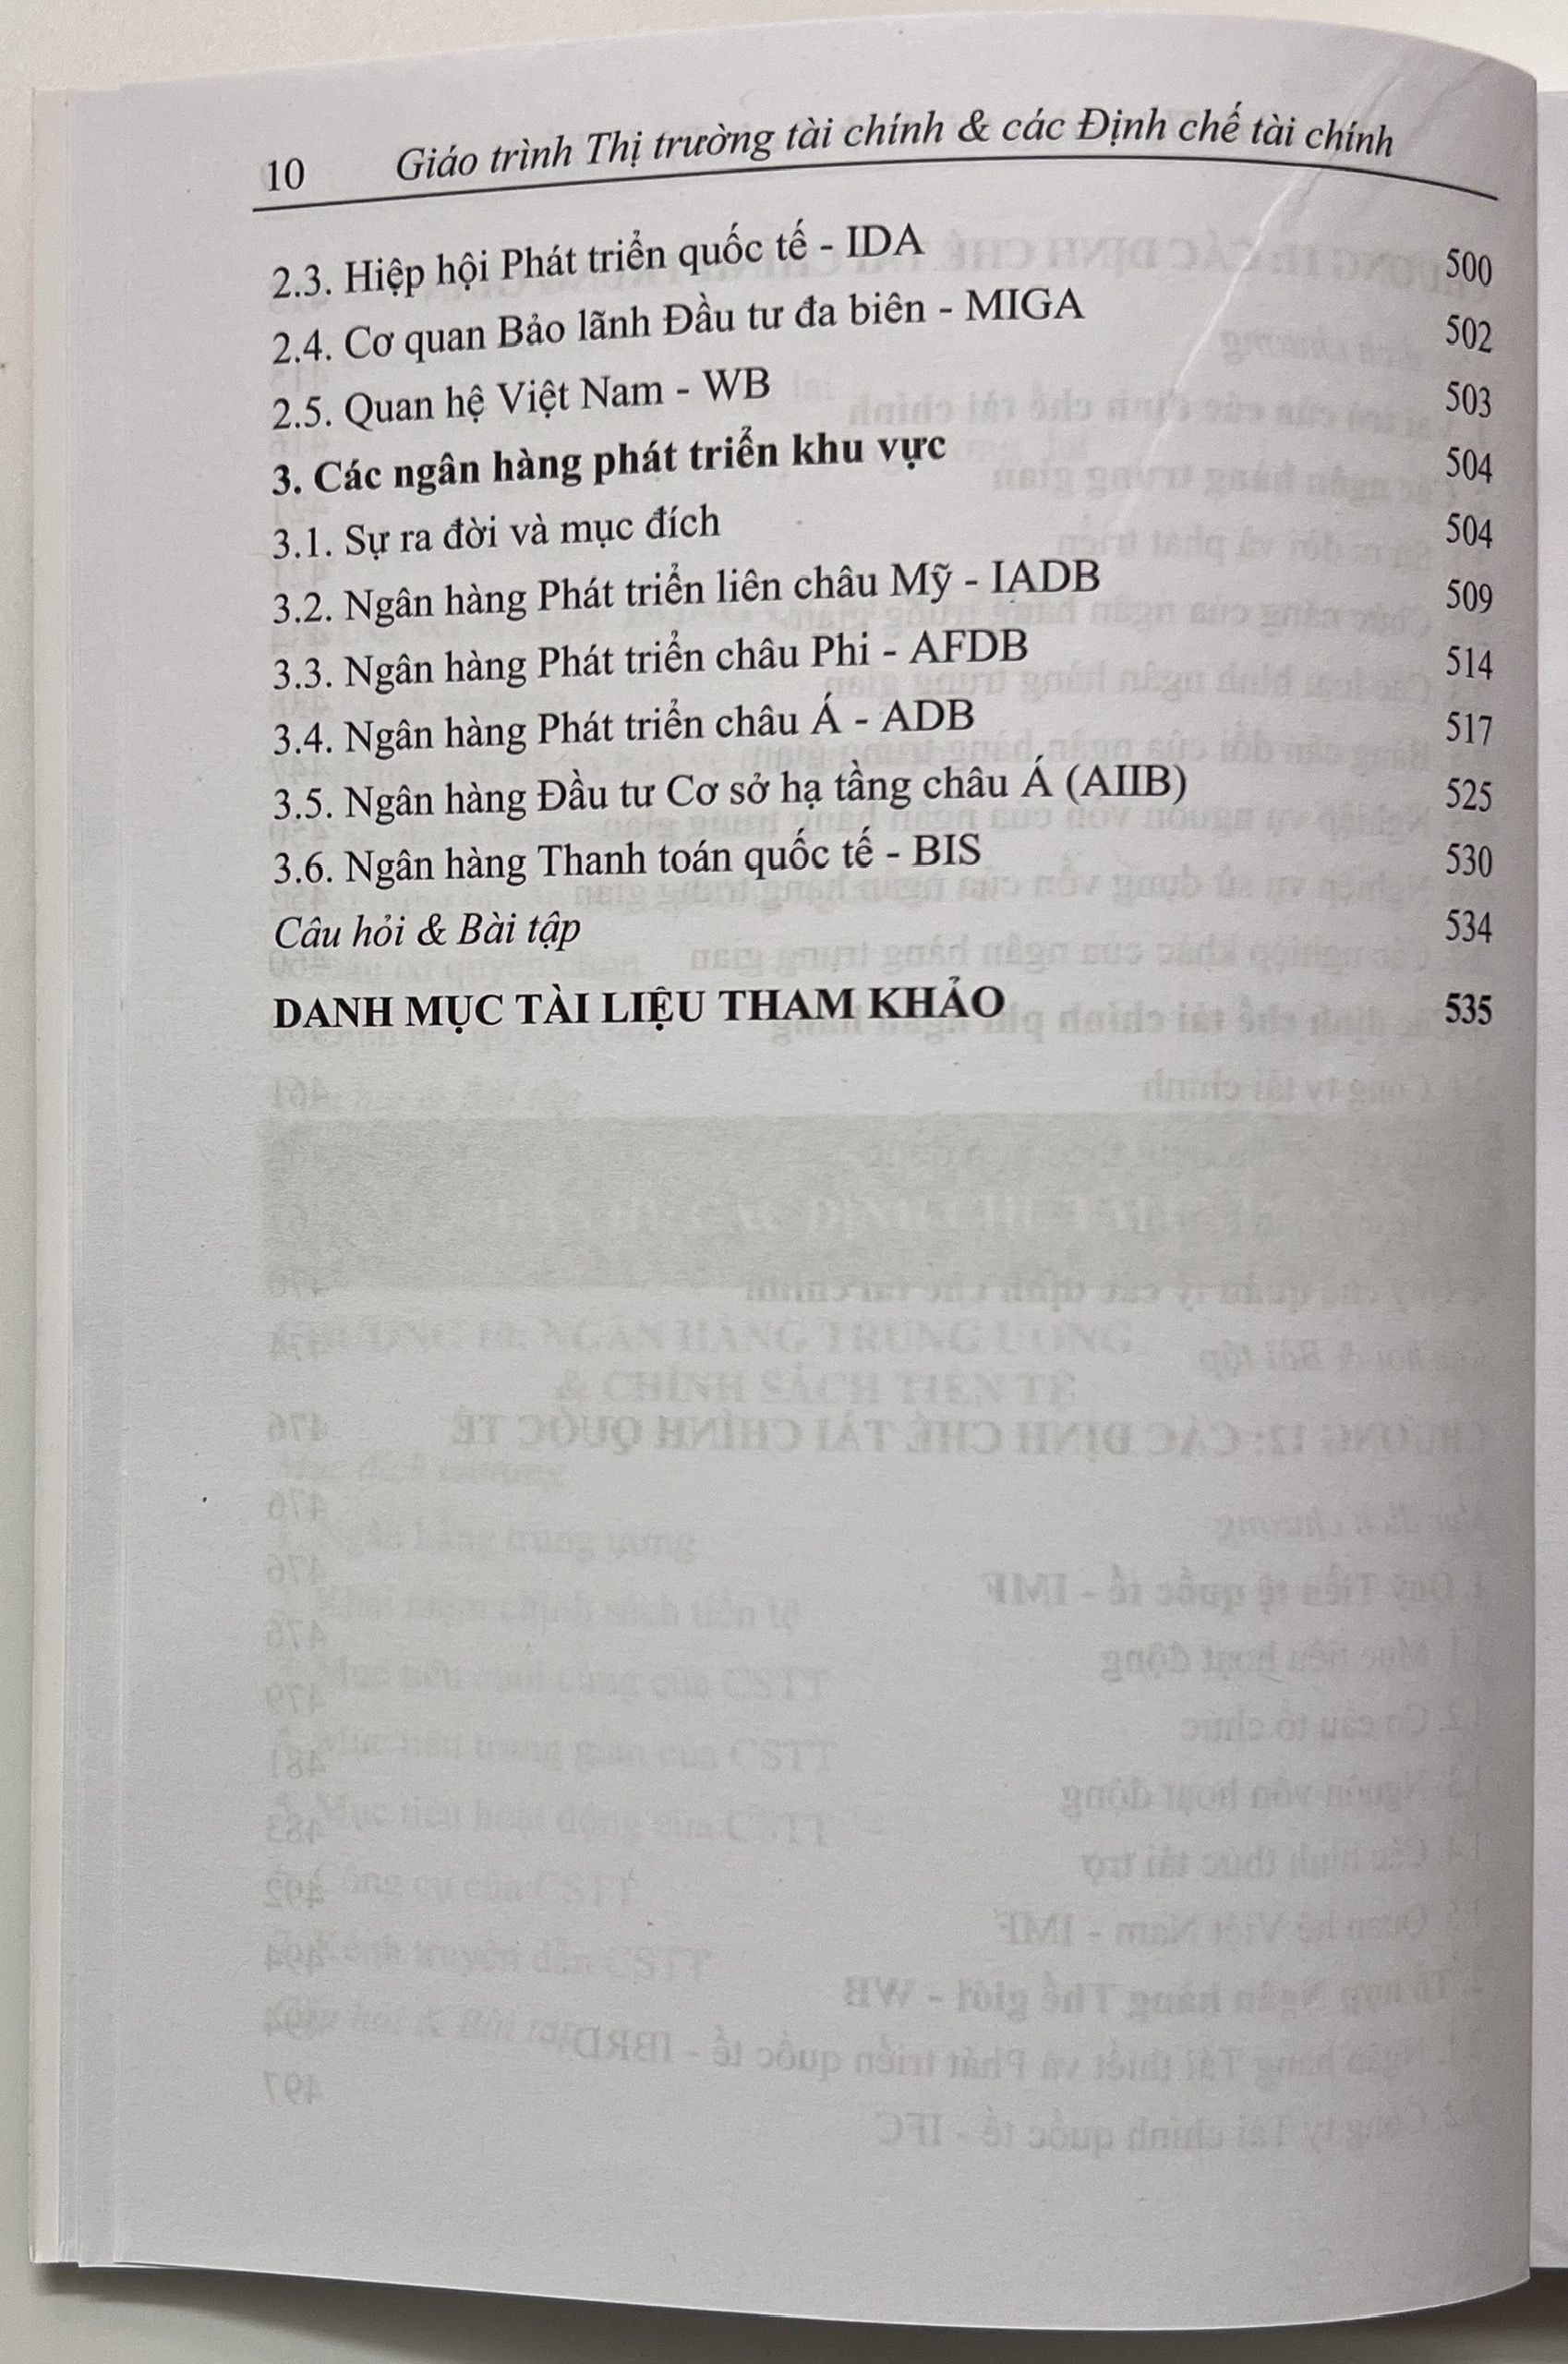 10 Giáo trình Thị trường tài chính & các Định chế tài chính
2.3. Hiệp hội Phát triển quốc tế - IDA 500
2.4. Cơ quan Bảo lãnh Đầu tư đa biên - MIGA 502
2.5. Quan hệ Việt Nam - WB 503
3. Các ngân hàng phát triển khu vực 504
3.1. Sự ra đời và mục đích 504
3.2. Ngân hàng Phát triển liên châu Mỹ - IADB 509
3.3. Ngân hàng Phát triển châu Phi - AFDB 514
3.4. Ngân hàng Phát triển châu Á - ADB 517
3.5. Ngân hàng Đầu tư Cơ sở hạ tầng châu Á (AIIB) 525
3.6. Ngân hàng Thanh toán quốc tế - BIS 530
Câu hỏi & Bài tập 534
DANH MỤC TÀI LIỆU THAM KHẢO 535